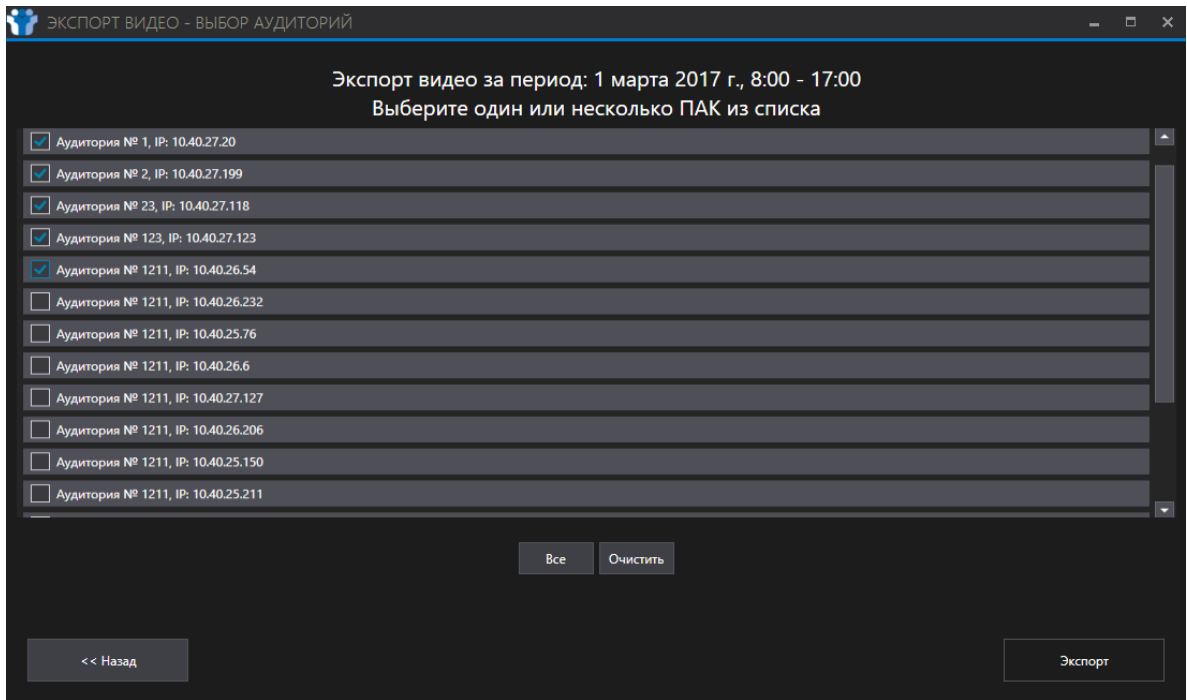 ЭКСПОРТ ВИДЕО - ВЫБОР АУДИТОРИЙ
Экспорт видео за период: 1 марта 2017 г., 8:00 - 17:00
Выберите один или несколько ПАК из списка
Аудитория № 1, IP: 10.40.27.20
Аудитория № 2, IP: 10.40.27.199
Аудитория № 23, IP: 10.40.27.118
Аудитория № 123, IP: 10.40.27.123
Аудитория № 1211, IP: 10.40.26.54
Аудитория № 1211, IP: 10.40.26.232
Аудитория № 1211, IP: 10.40.25.76
Аудитория № 1211, IP: 10.40.26.6
Аудитория № 1211, IP: 10.40.27.127
Аудитория № 1211, IP: 10.40.26.206
Аудитория № 1211, IP: 10.40.25.150
Аудитория № 1211, IP: 10.40.25.211
Все Очистить
<< Назад Экспорт